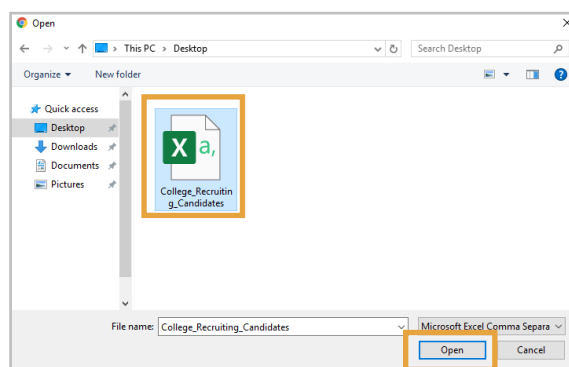 Open
This PC > Desktop
Search Desktop
Organize
New folder
Quick access
Desktop
Downloads
Documents
Pictures
X a,
College_Recruitin
g_Candidates
File name: College_Recruiting_Candidates
Microsoft Excel Comma Separa
Open
Cancel